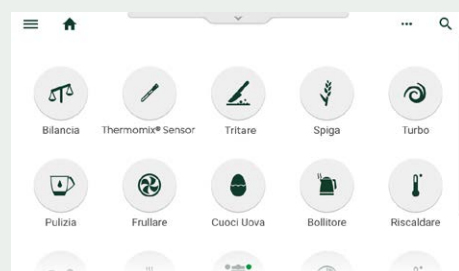 Bilancia
Thermomix® Sensor
Tritare
Spiga
Turbo
Pulizia
Frullare
Cuoci Uova
Bollitore
Riscaldare